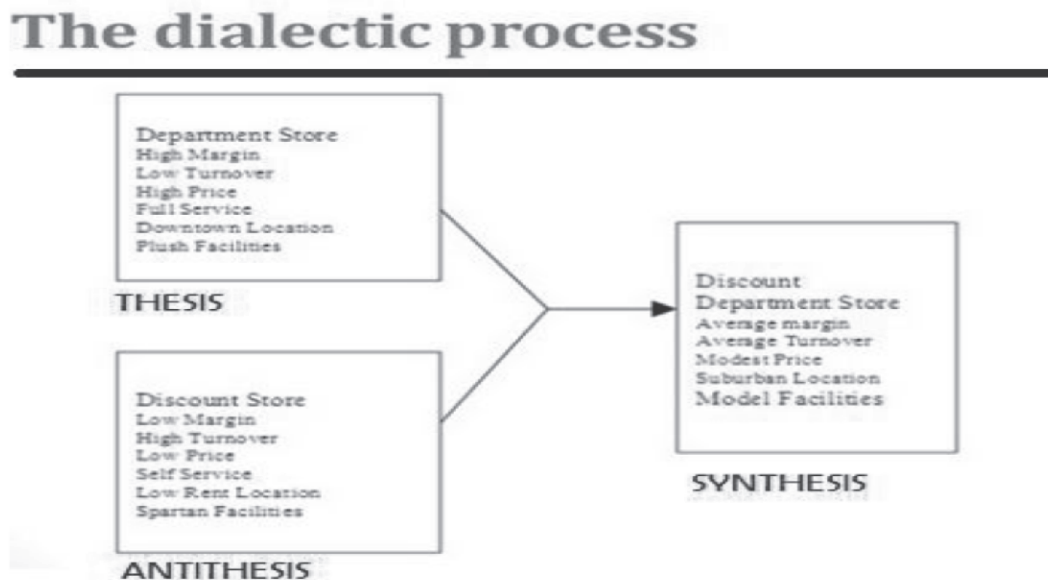 The dialectic process
Department Store
High Margin
Low Turnover
High Price
Full Service
Downtown Location
Plush Facilities
THESIS
Discount Store
Low Margin
High Turnover
Low Price
Self Service
Low Rent Location
Spartan Facilities
ANTITHESIS
Discount
Department Store
Average margin
Average Turnover
Modest Price
Suburban Location
Model Facilities
SYNTHESIS